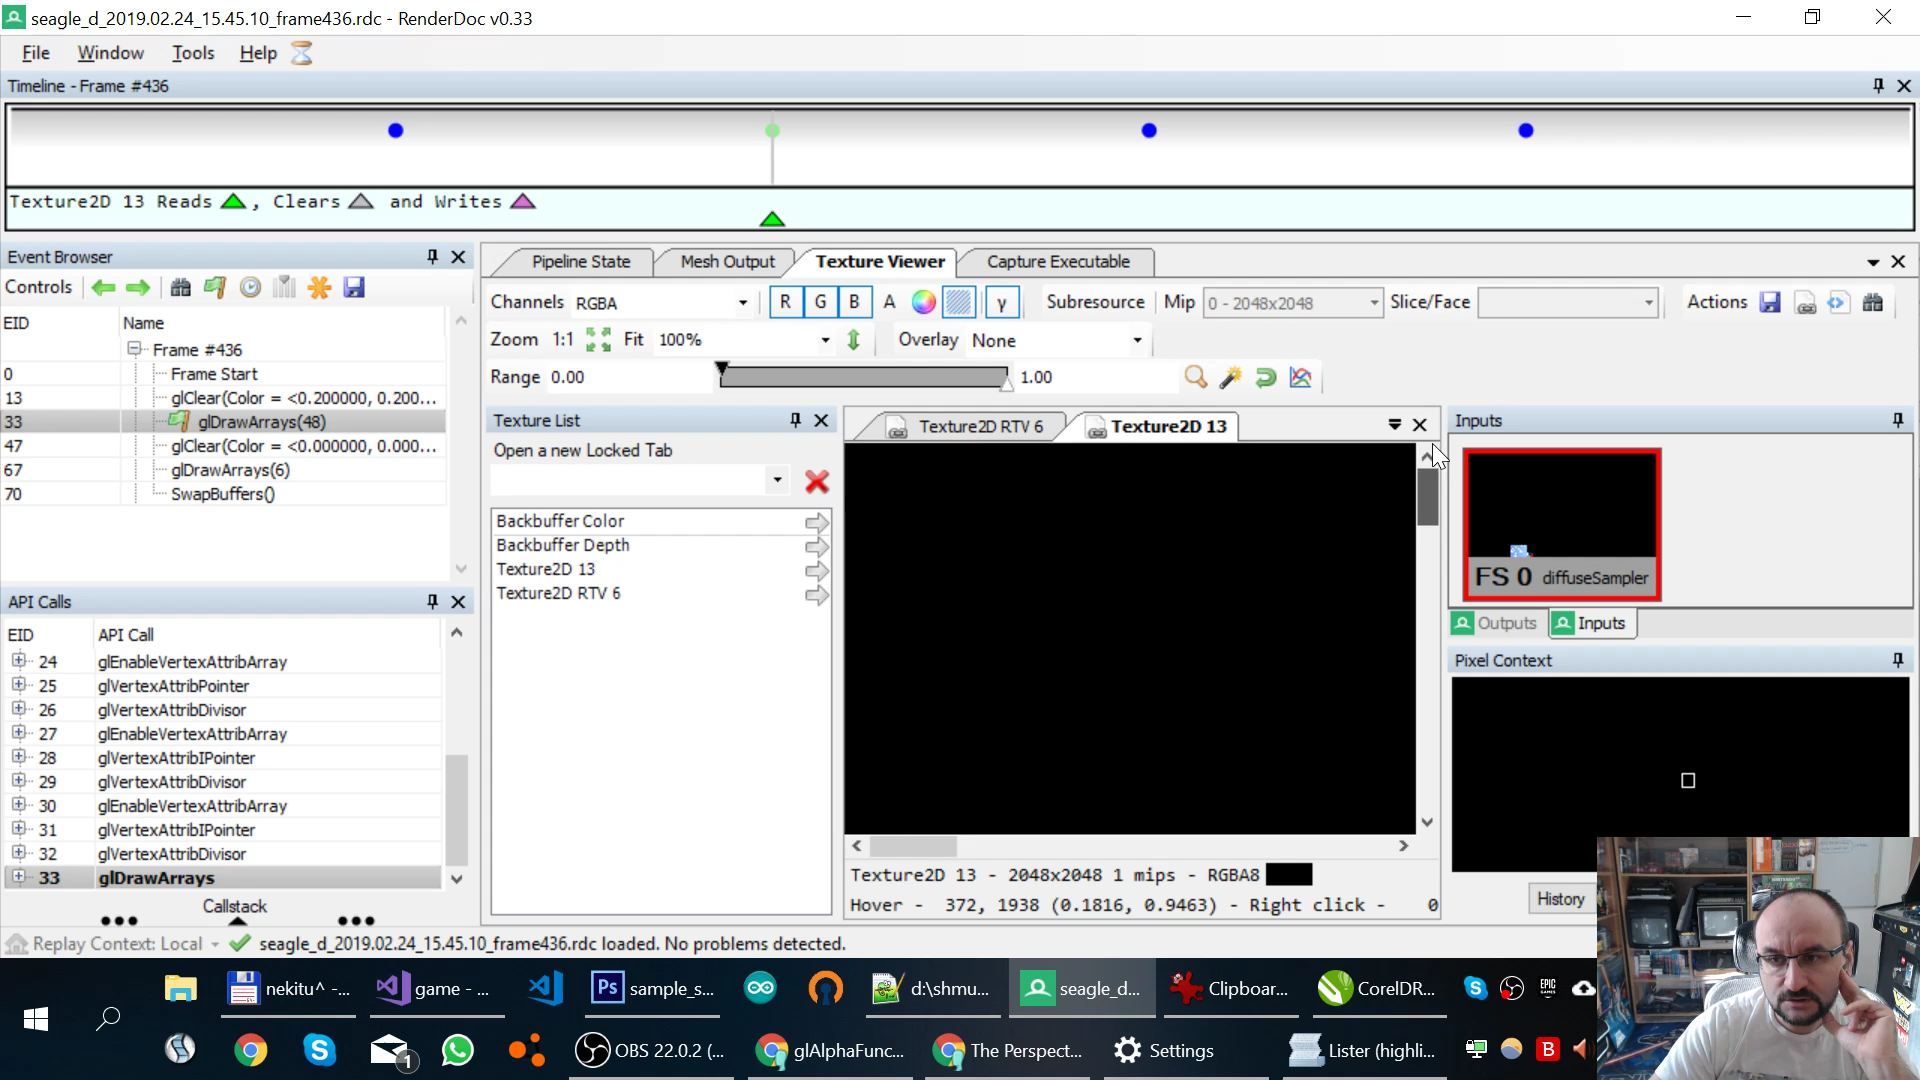 seagle_d_2019.02.24_15.45.10_frame436.rdc - RenderDoc v0.33
File Window Tools Help
Timeline - Frame #436
Texture2D 13 Reads , Clears and Writes
Event Browser
Controls
EID Name
Frame #436
0 Frame Start
13 glClear(Color = <0.200000, 0.200...
33 glDrawArrays(48)
47 glClear(Color = <0.000000, 0.000...
67 glDrawArrays(6)
70 SwapBuffers()
API Calls
EID API Call
24 glEnableVertexAttribArray
25 glVertexAttribPointer
26 glVertexAttribDivisor
27 glEnableVertexAttribArray
28 glVertexAttribIPointer
29 glVertexAttribDivisor
30 glEnableVertexAttribArray
31 glVertexAttribIPointer
32 glVertexAttribDivisor
33 glDrawArrays
Callstack
Pipeline State Mesh Output Texture Viewer Capture Executable
Channels RGBA R G B A γ Subresource Mip 0 - 2048x2048 Slice/Face Actions
Zoom 1:1 Fit 100% Overlay None
Range 0.00 1.00
Texture List
Open a new Locked Tab
Backbuffer Color
Backbuffer Depth
Texture2D 13
Texture2D RTV 6
Texture2D RTV 6 Texture2D 13
Texture2D 13 - 2048x2048 1 mips - RGBA8
Hover - 372, 1938 (0.1816, 0.9463) - Right click - 0
Inputs
FS 0 diffuseSampler
Outputs Inputs
Pixel Context
History
Replay Context: Local seagle_d_2019.02.24_15.45.10_frame436.rdc loaded. No problems detected.
nekitu^ -... game - ... Ps sample_s... d:\shmu... seagle_d... Clipboar... CorelDR... EPIC GAMES
1 OBS 22.0.2 (... glAlphaFunc... The Perspect... Settings Lister (highli... B